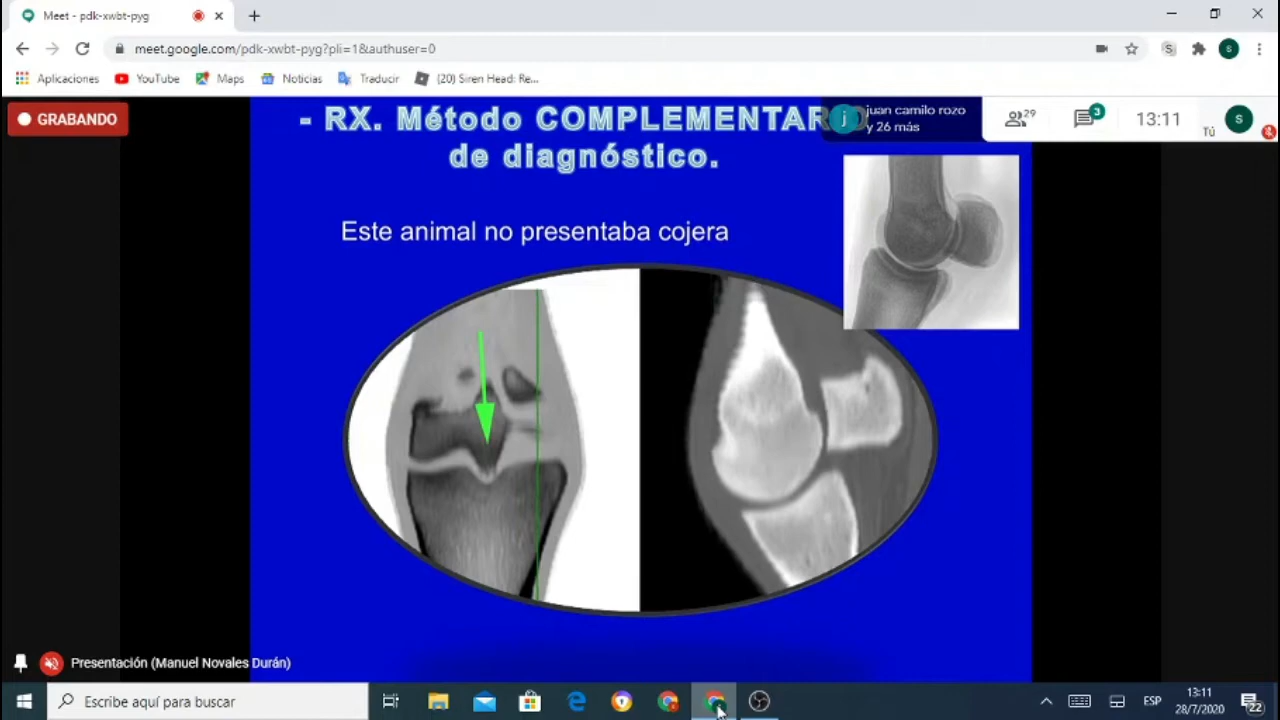 Meet - pdk-xwbt-pyg
meet.google.com/pdk-xwbt-pyg?pli=1&authuser=0
S
s
Aplicaciones
YouTube
Maps
Noticias
Traducir
(20) Siren Head: Re...
GRABANDO
- RX. Método COMPLEMENTAR
de diagnóstico.
j
juan camilo rozo
y 26 más
29
3
13:11
Tú
S
Este animal no presentaba cojera
Presentación (Manuel Novales Durán)
Escribe aquí para buscar
ESP
13:11
28/7/2020
22